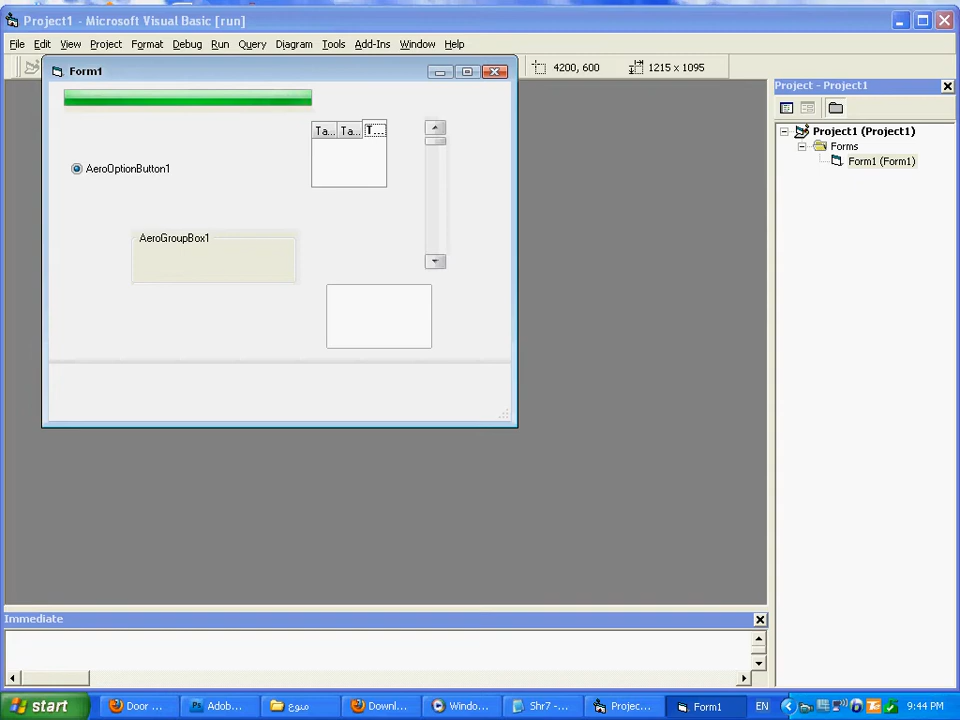 Project1 - Microsoft Visual Basic [run]
File Edit View Project Format Debug Run Query Diagram Tools Add-Ins Window Help
4200, 600 1215 x 1095
Form1
Ta... Ta... T...
AeroOptionButton1
AeroGroupBox1
Project - Project1
Project1 (Project1)
Forms
Form1 (Form1)
Immediate
start Door ... Adob... منوع Downl... Windo... Shr7 -... Projec... Form1 EN 9:44 PM